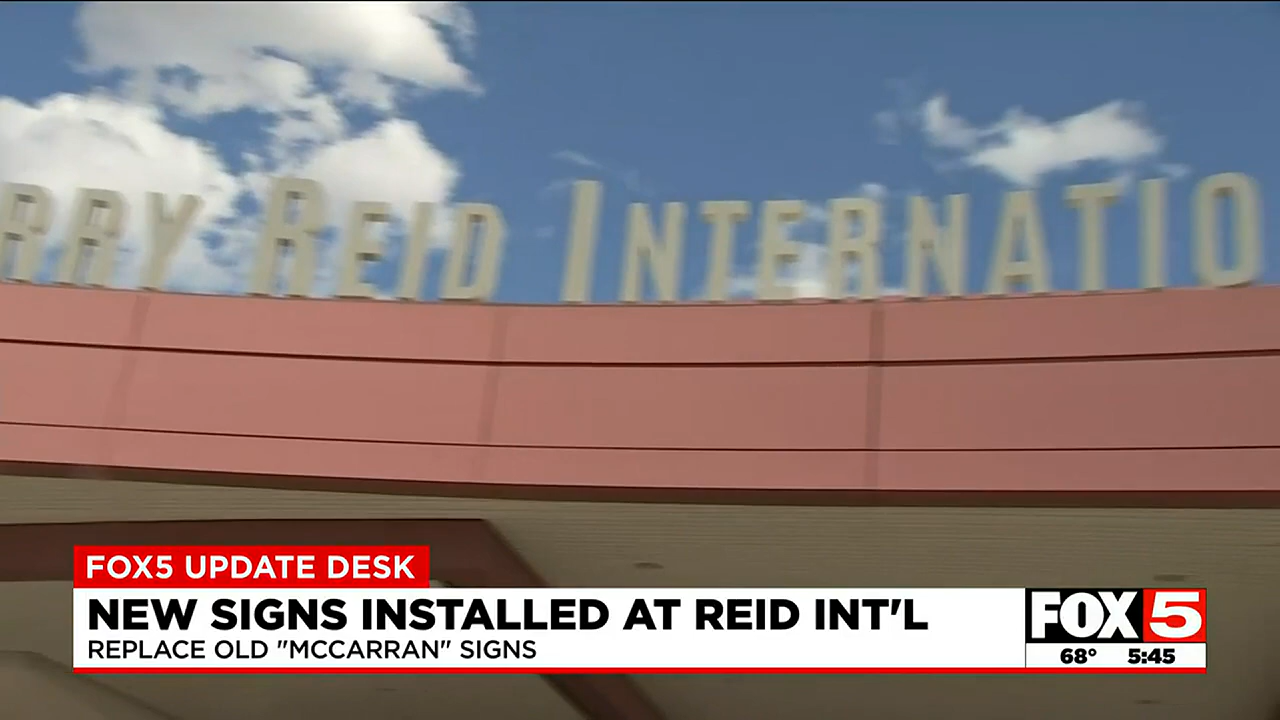 RRY REID INTERNATIO
FOX5 UPDATE DESK
NEW SIGNS INSTALLED AT REID INT'L
REPLACE OLD "MCCARRAN" SIGNS
FOX 5
68° 5:45